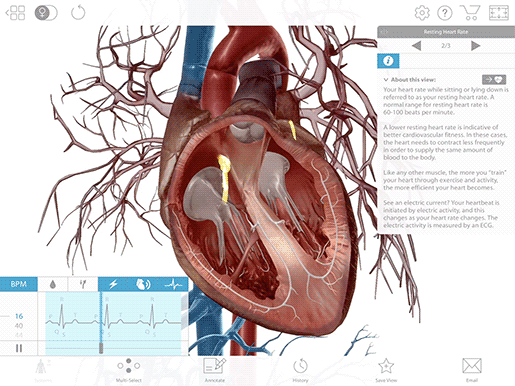 Resting Heart Rate
2/3
About this view:
Your heart rate while sitting or lying down is
referred to as your resting heart rate. A
normal range for resting heart rate is
60-100 beats per minute.
A lower resting heart rate is indicative of
better cardiovascular fitness. In these cases,
the heart needs to contract less frequently
in order to supply the same amount of
blood to the body.
Like any other muscle, the more you "train"
your heart through exercise and activity,
the more efficient your heart becomes.
See an electric current? Your heartbeat is
initiated by electric activity, and this
changes as your heart rate changes. The
electric activity is measured by an ECG.
BPM
16
40
R R R
P T P T P T
Q S
Multi-Select
Annotate
History
Save View
Email